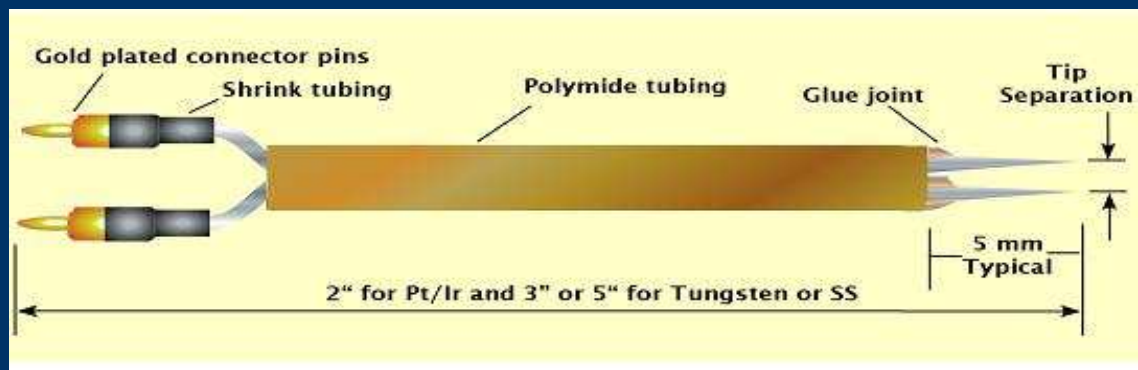 Gold plated connector pins
Shrink tubing
Polymide tubing
Glue joint
Tip
Separation
5 mm
Typical
2“ for Pt/Ir and 3” or 5“ for Tungsten or SS